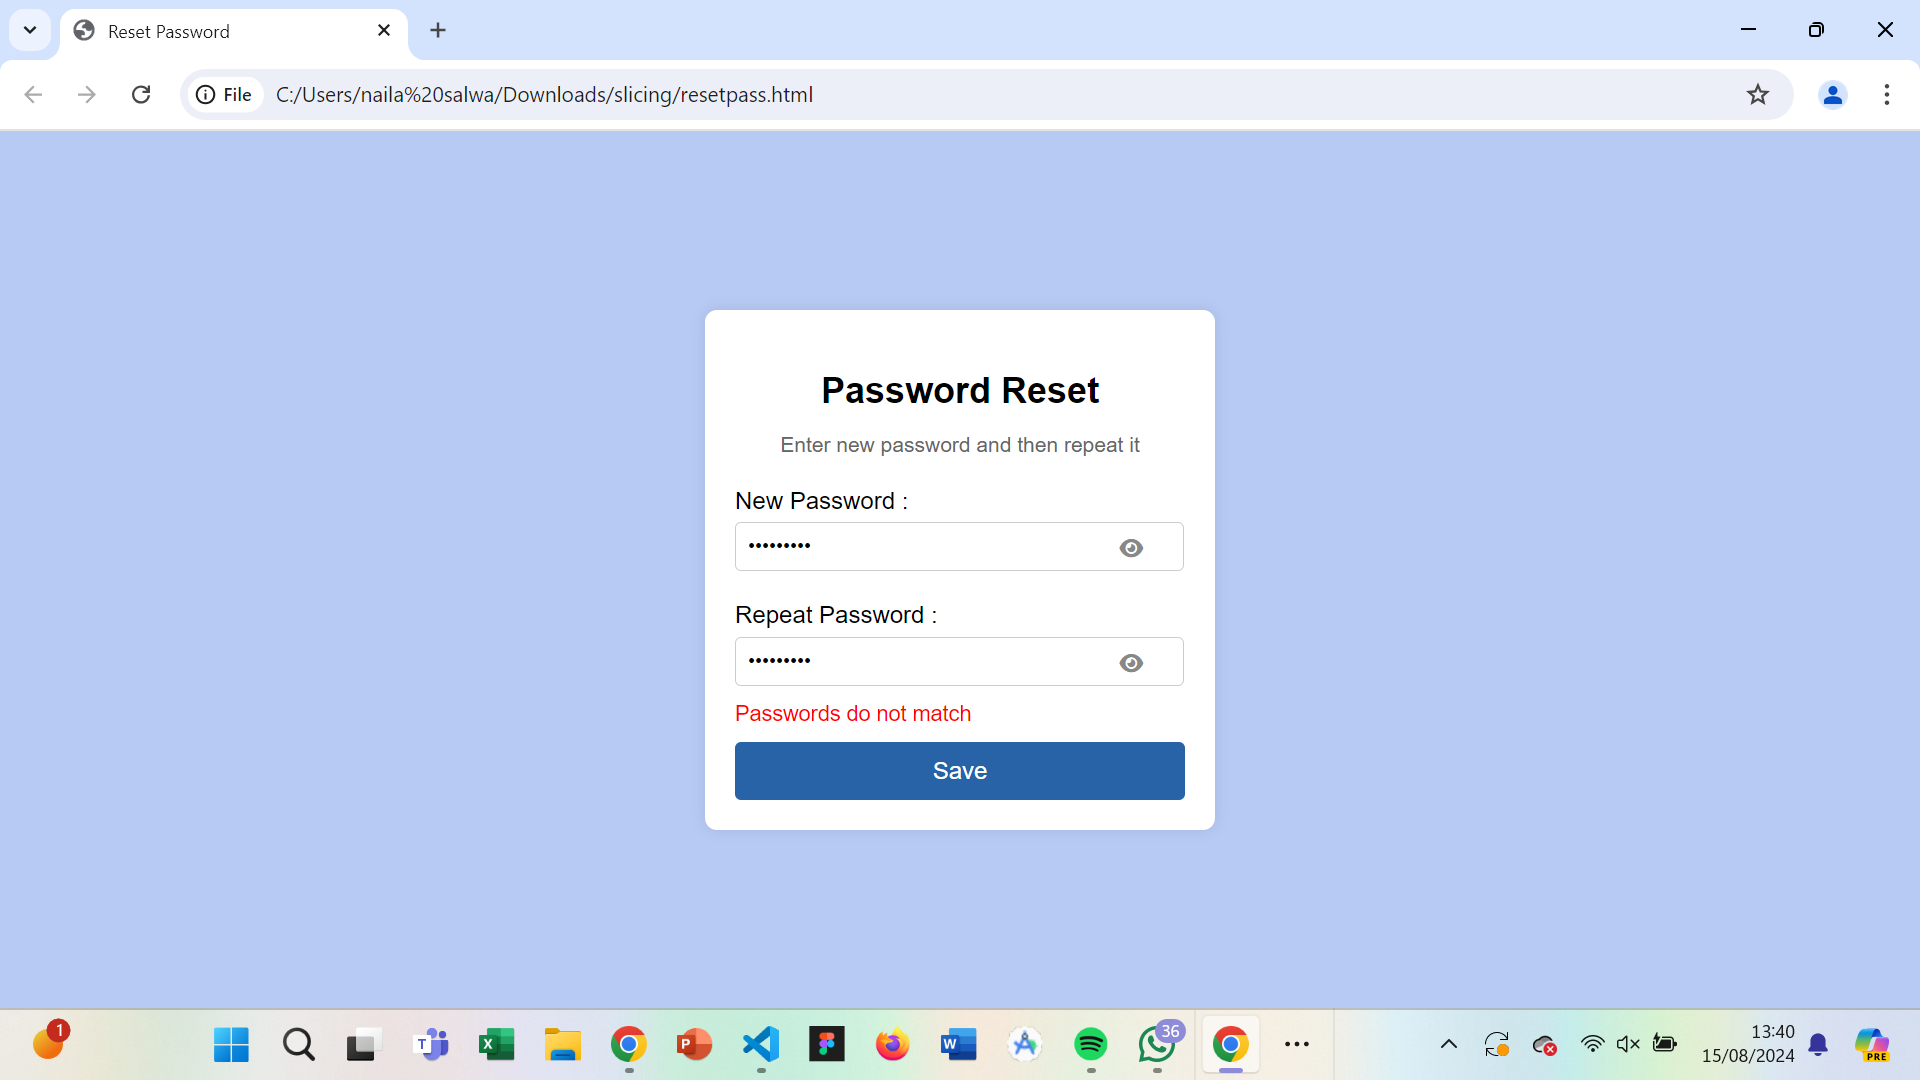 Reset Password
File
C:/Users/naila%20salwa/Downloads/slicing/resetpass.html
Password Reset
Enter new password and then repeat it
New Password :
•••••••••
Repeat Password :
•••••••••
Passwords do not match
Save
1
T
X
P
W
36
13:40
15/08/2024
PRE